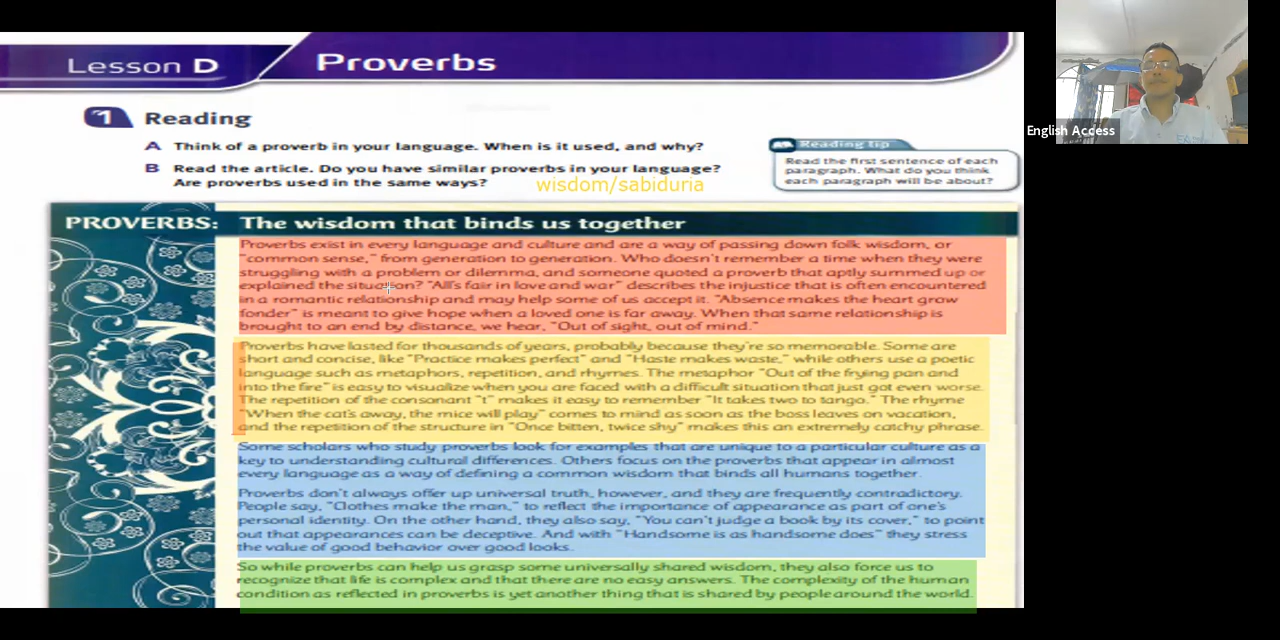 Lesson D
Proverbs
1 Reading
A Think of a proverb in your language. When is it used, and why?
B Read the article. Do you have similar proverbs in your language?
Are proverbs used in the same ways?
wisdom/sabiduria
Reading tip
Read the first sentence of each
paragraph. What do you think
each paragraph will be about?
English Access
PROVERBS: The wisdom that binds us together
Proverbs exist in every language and culture and are a way of passing down folk wisdom, or
"common sense," from generation to generation. Who doesn't remember a time when they were
struggling with a problem or dilemma, and someone quoted a proverb that aptly summed up or
explained the situation? "All's fair in love and war" describes the injustice that is often encountered
in a romantic relationship and may help some of us accept it. "Absence makes the heart grow
fonder" is meant to give hope when a loved one is far away. When that same relationship is
brought to an end by distance, we hear, "Out of sight, out of mind."
Proverbs have lasted for thousands of years, probably because they're so memorable. Some are
short and concise, like "Practice makes perfect" and "Haste makes waste," while others use a poetic
language such as metaphors, repetition, and rhymes. The metaphor "Out of the frying pan and
into the fire" is easy to visualize when you are faced with a difficult situation that just got even worse.
The repetition of the consonant "t" makes it easy to remember "It takes two to tango." The rhyme
"When the cat's away, the mice will play" comes to mind as soon as the boss leaves on vacation,
and the repetition of the structure in "Once bitten, twice shy" makes this an extremely catchy phrase.
Some scholars who study proverbs look for examples that are unique to a particular culture as a
key to understanding cultural differences. Others focus on the proverbs that appear in almost
every language as a way of defining a common wisdom that binds all humans together.
Proverbs don't always offer up universal truth, however, and they are frequently contradictory.
People say, "Clothes make the man," to reflect the importance of appearance as part of one's
personal identity. On the other hand, they also say, "You can't judge a book by its cover," to point
out that appearances can be deceptive. And with "Handsome is as handsome does" they stress
the value of good behavior over good looks.
So while proverbs can help us grasp some universally shared wisdom, they also force us to
recognize that life is complex and that there are no easy answers. The complexity of the human
condition as reflected in proverbs is yet another thing that is shared by people around the world.